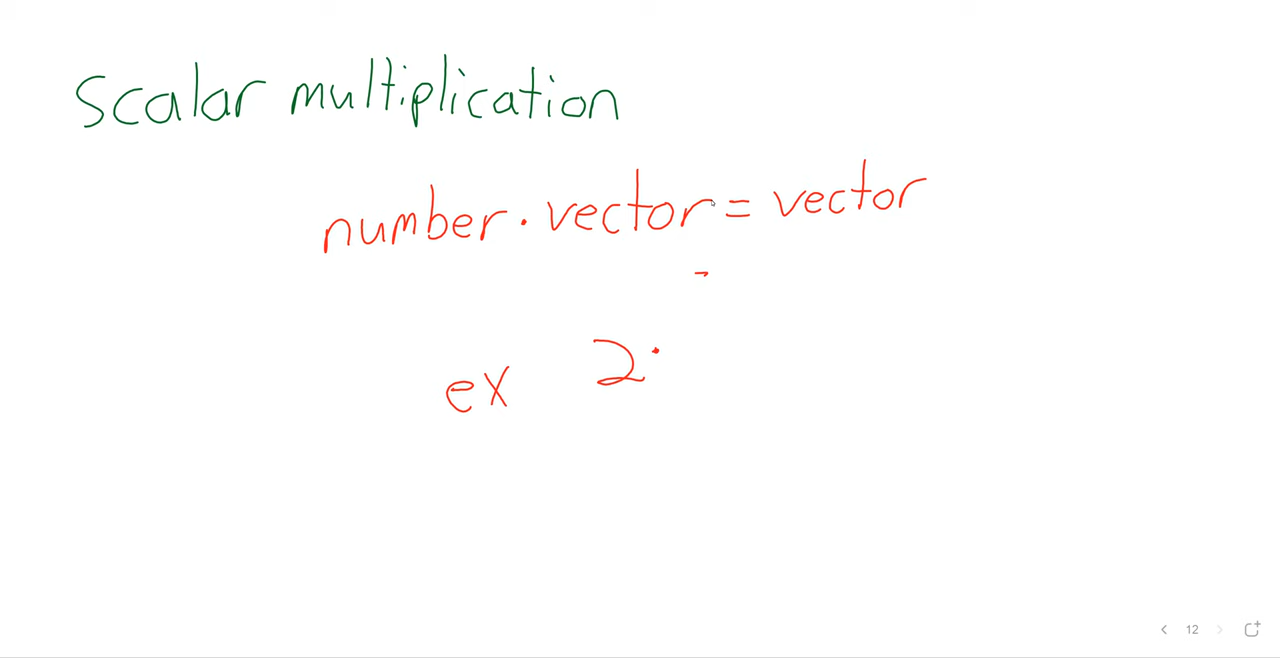 Scalar multiplication
number · vector = vector
-
ex 2·
12